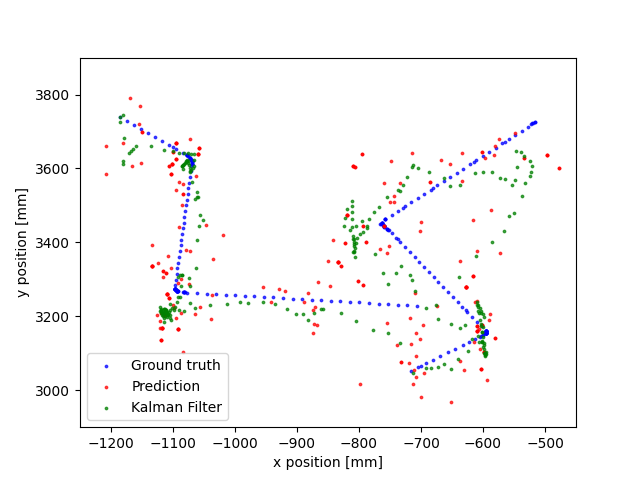 3800
3600
3400
3200
3000
y position [mm]
Ground truth
Prediction
Kalman Filter
−1200 −1100 −1000 −900 −800 −700 −600 −500
x position [mm]